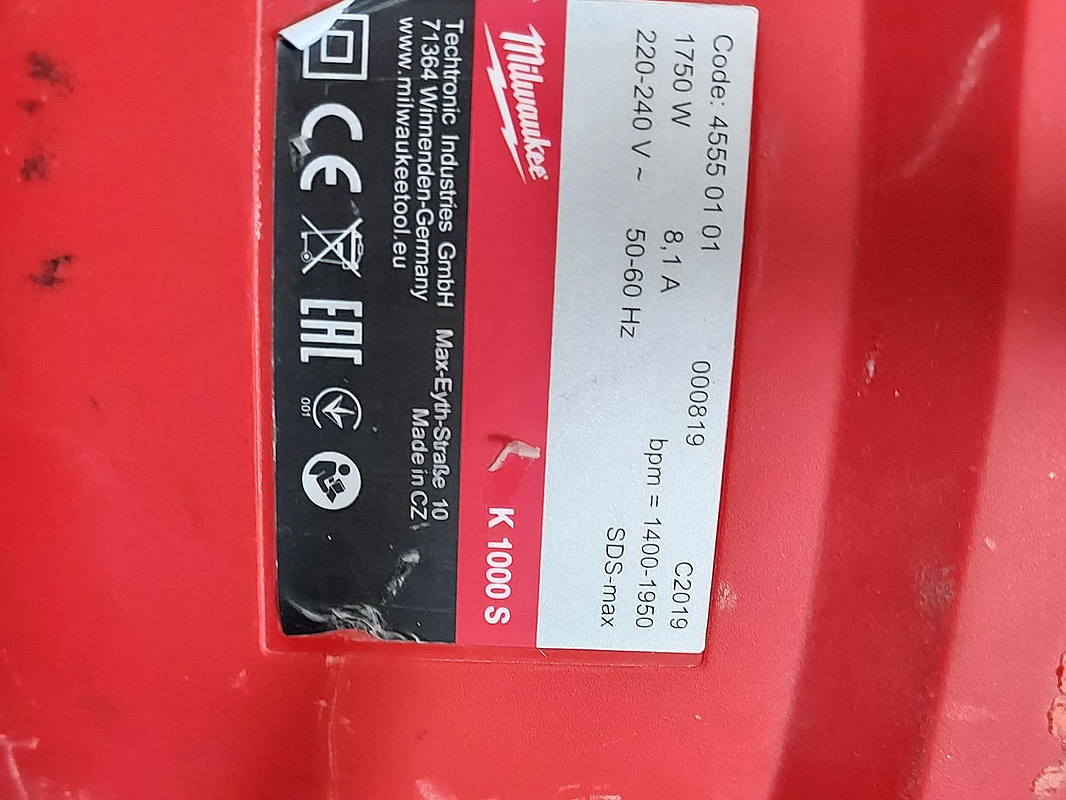 Code: 4555 01 01 000819 C2019
1750 W 8,1 A bpm = 1400-1950
220-240 V ~ 50-60 Hz SDS-max
Milwaukee
K 1000 S
Techtronic Industries GmbH Max-Eyth-Straße 10
71364 Winnenden-Germany Made in CZ
www.milwaukeetool.eu
CE EAC
001